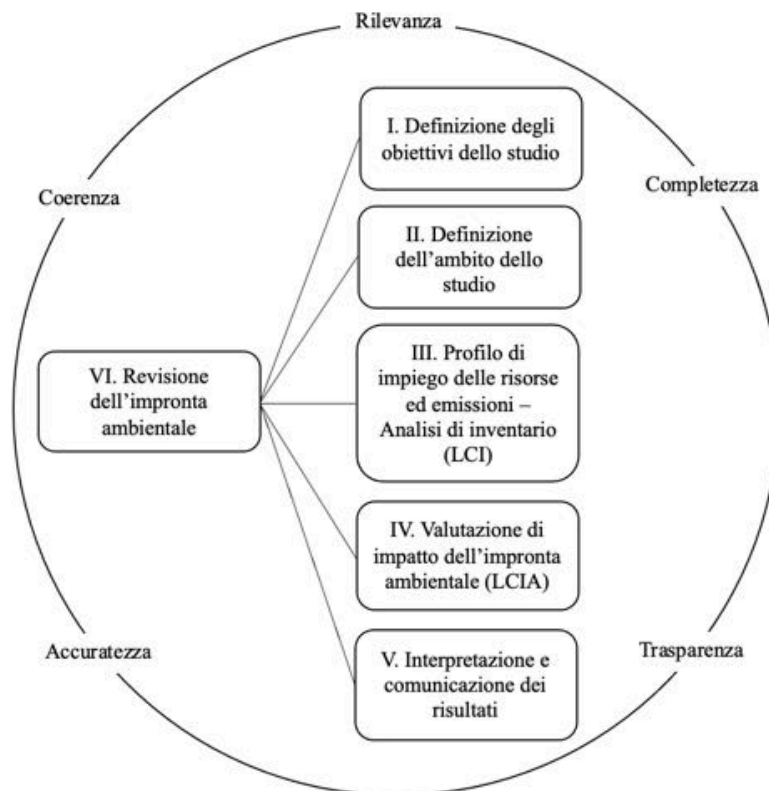 Rilevanza
I. Definizione degli
obiettivi dello studio
Coerenza
Completezza
II. Definizione
dell’ambito dello
studio
III. Profilo di
impiego delle risorse
ed emissioni –
Analisi di inventario
(LCI)
VI. Revisione
dell’impronta
ambientale
IV. Valutazione di
impatto dell’impronta
ambientale (LCIA)
Accuratezza
Trasparenza
V. Interpretazione e
comunicazione dei
risultati